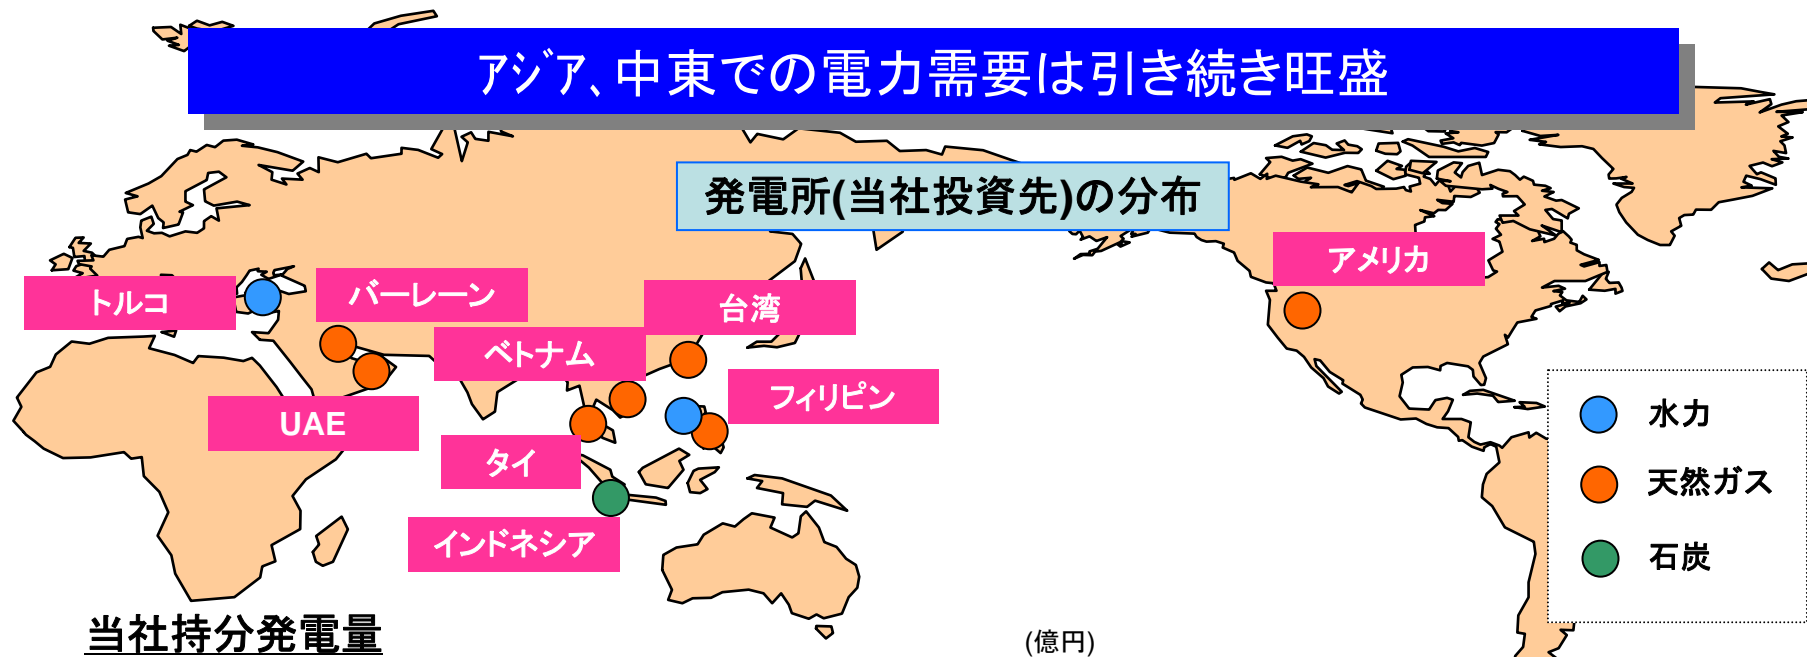 アジア、中東での電力需要は引き続き旺盛
発電所(当社投資先)の分布
アメリカ
トルコ
バーレーン
台湾
ベトナム
フィリピン
UAE
タイ
インドネシア
水力
天然ガス
石炭
当社持分発電量
(億円)